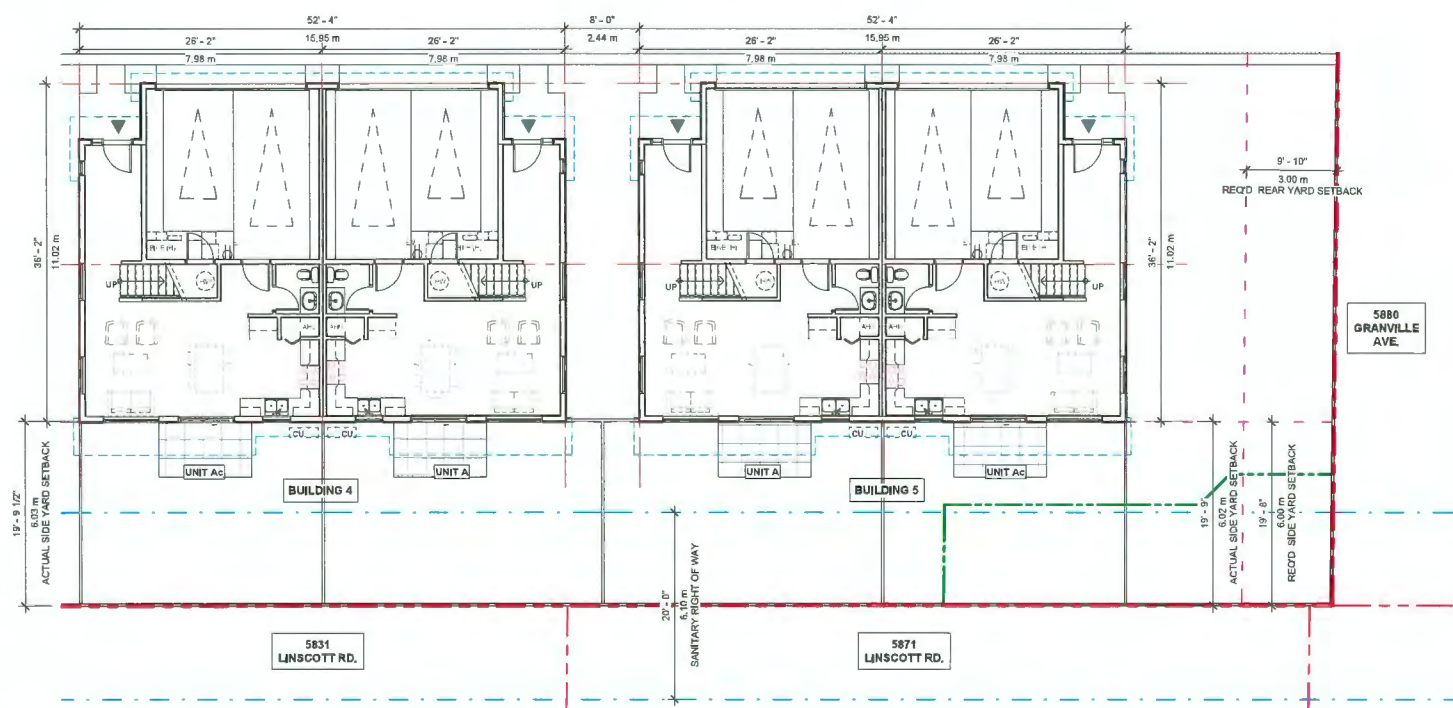 52' - 4"
8' - 0"
52' - 4"
15.95 m
2.44 m
15.95 m
26' - 2"
26' - 2"
26' - 2"
26' - 2"
7.98 m
7.98 m
7.98 m
7.98 m
9' - 10"
3.00 m
REQ'D REAR YARD SETBACK
36' - 2"
11.02 m
36' - 2"
11.02 m
UP
HW
HW
UP
UP
HW
HW
UP
5880
GRANVILLE
AVE.
CU
CU
CU
CU
UNIT Ac
UNIT A
UNIT A
UNIT Ac
BUILDING 4
BUILDING 5
19' - 9 1/2"
6.03 m
ACTUAL SIDE YARD SETBACK
20' - 0"
6.10 m
SANITARY RIGHT OF WAY
19' - 9"
6.02 m
ACTUAL SIDE YARD SETBACK
19' - 8"
6.00 m
REQ'D SIDE YARD SETBACK
5831
LINSCOTT RD.
5871
LINSCOTT RD.